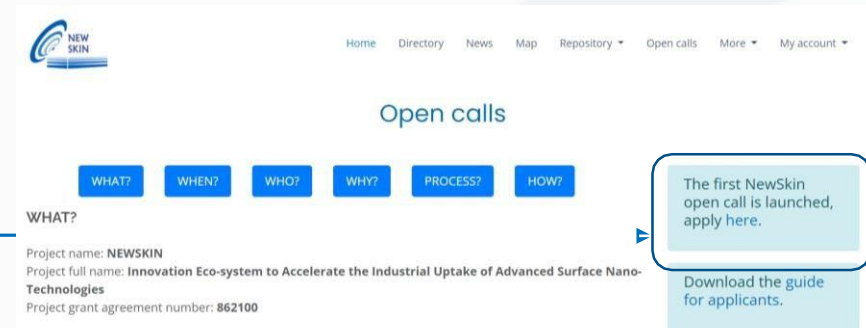 NEW
SKIN
Home Directory News Map Repository Open calls More My account
Open calls
WHAT? WHEN? WHO? WHY? PROCESS? HOW?
WHAT?
Project name: NEWSKIN
Project full name: Innovation Eco-system to Accelerate the Industrial Uptake of Advanced Surface Nano-
Technologies
Project grant agreement number: 862100
The first NewSkin
open call is launched,
apply here.
Download the guide
for applicants.